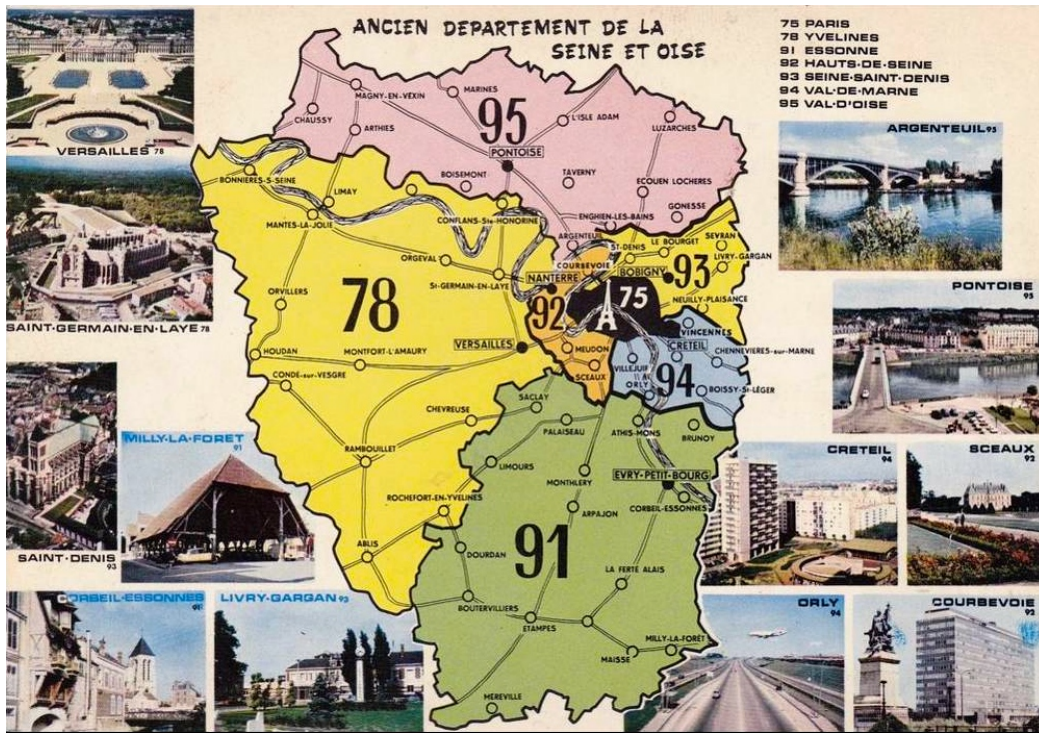 ANCIEN DEPARTEMENT DE LA
SEINE ET OISE
75 PARIS
78 YVELINES
91 ESSONNE
92 HAUTS-DE-SEINE
93 SEINE-SAINT-DENIS
94 VAL-DE-MARNE
95 VAL-D'OISE
VERSAILLES 78
SAINT-GERMAIN-EN-LAYE 78
SAINT-DENIS
93
MILLY-LA-FORET
91
CORBEIL-ESSONNES
91
LIVRY-GARGAN 93
ARGENTEUIL 95
PONTOISE
95
CRETEIL
94
SCEAUX
92
ORLY
94
COURBEVOIE
92
95
MAGNY-EN-VEXIN
MARINES
CHAUSSY
ARTHIES
L'ISLE ADAM
LUZARCHES
PONTOISE
BOISEMONT
TAVERNY
ECOUEN LOCHERES
GONESSE
ENGHIEN-LES-BAINS
ARGENTEUIL
78
BONNIERES-S-SEINE
LIMAY
MANTES-LA-JOLIE
CONFLANS-Ste-HONORINE
ORGEVAL
St-GERMAIN-EN-LAYE
ORVILLERS
HOUDAN
MONTFORT-L'AMAURY
VERSAILLES
CONDE-sur-VESGRE
CHEVREUSE
RAMBOUILLET
ROCHEFORT-EN-YVELINES
ABLIS
92
COURBEVOIE
NANTERRE
MEUDON
SCEAUX
75
93
ST-DENIS
LE BOURGET
SEVRAN
LIVRY-GARGAN
BOBIGNY
NEUILLY-PLAISANCE
94
VINCENNES
CRETEIL
CHENNEVIERES-sur-MARNE
VILLEJUIF
ORLY
BOISSY-St-LÉGER
91
SACLAY
PALAISEAU
ATHIS-MONS
BRUNOY
LIMOURS
MONTHLERY
EVRY-PETIT-BOURG
CORBEIL-ESSONNES
ARPAJON
DOURDAN
LA FERTE ALAIS
BOUTERVILLIERS
ETAMPES
MILLY-LA-FORÊT
MAISSE
MEREVILLE